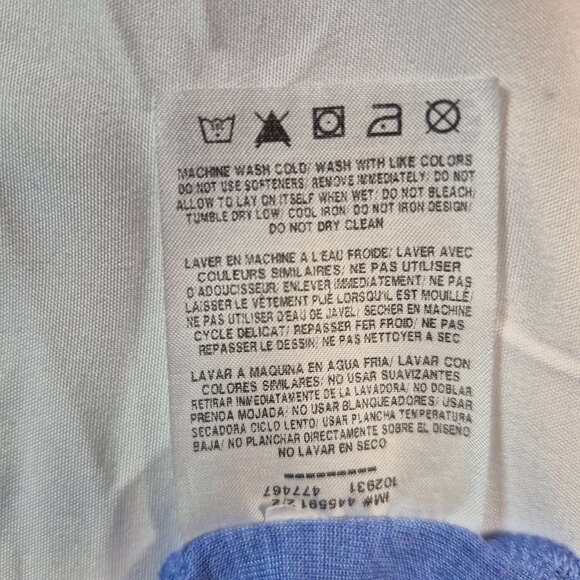 30C
MACHINE WASH COLD/ WASH WITH LIKE COLORS
DO NOT USE SOFTENERS/ REMOVE IMMEDIATELY/ DO NOT
ALLOW TO LAY ON ITSELF WHEN WET/ DO NOT BLEACH/
TUMBLE DRY LOW/ COOL IRON/ DO NOT IRON DESIGN/
DO NOT DRY CLEAN
LAVER EN MACHINE A L'EAU FROIDE/ LAVER AVEC
COULEURS SIMILAIRES/ NE PAS UTILISER
D'ADOUCISSEUR/ ENLEVER IMMÉDIATEMENT/ NE PAS
LAISSER LE VÊTEMENT PLIÉ LORSQU'IL EST MOUILLÉ/
NE PAS UTILISER D'EAU DE JAVEL/ SECHER EN MACHINE
CYCLE DELICAT/ REPASSER FER FROID/ NE PAS
REPASSER LE DESSIN/ NE PAS NETTOYER A SEC
LAVAR A MAQUINA EN AGUA FRIA/ LAVAR CON
COLORES SIMILARES/ NO USAR SUAVIZANTES
RETIRAR INMEDIATAMENTE DE LA LAVADORA/ NO DOBLAR
PRENDA MOJADA/ NO USAR BLANQUEADORES/ USAR
SECADORA CICLO LENTO/ USAR PLANCHA TEMPERATURA
BAJA/ NO PLANCHAR DIRECTAMENTE SOBRE EL DISEÑO
NO LAVAR EN SECO
IM# 445591 2/2
102931 477467